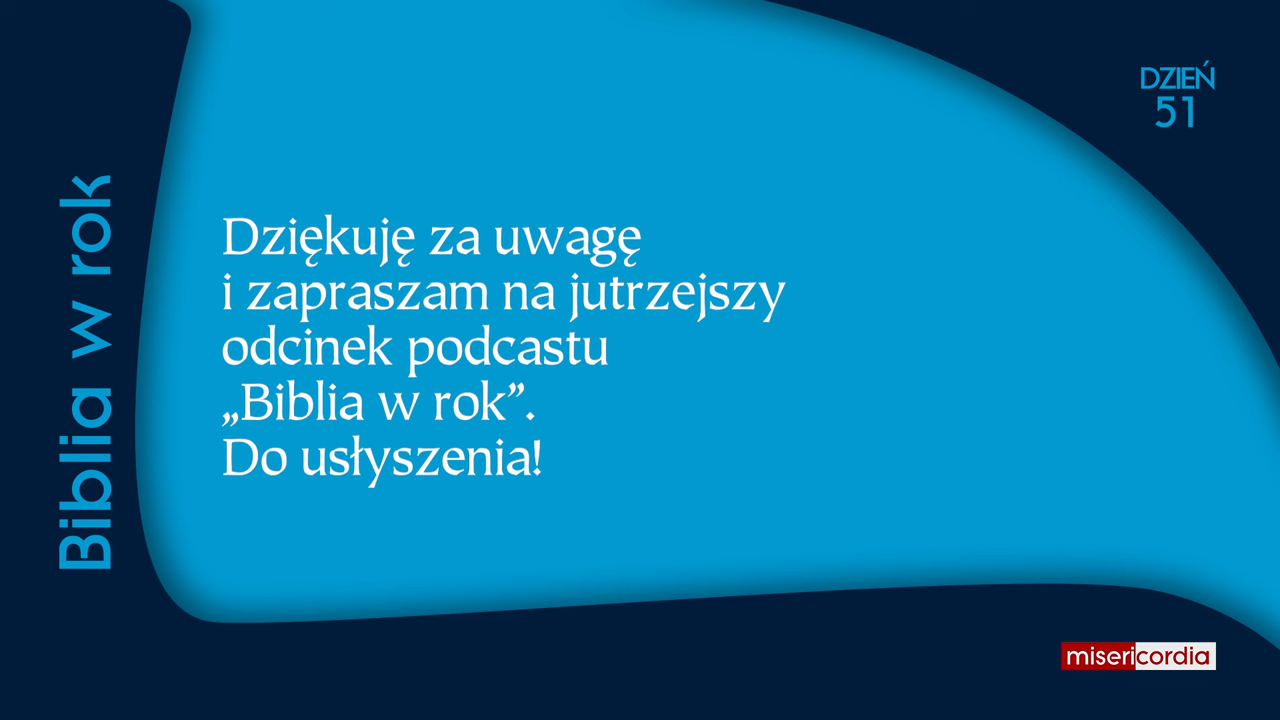 DZIEŃ
51
Biblia w rok
Dziękuję za uwagę
i zapraszam na jutrzejszy
odcinek podcastu
„Biblia w rok”.
Do usłyszenia!
misericordia